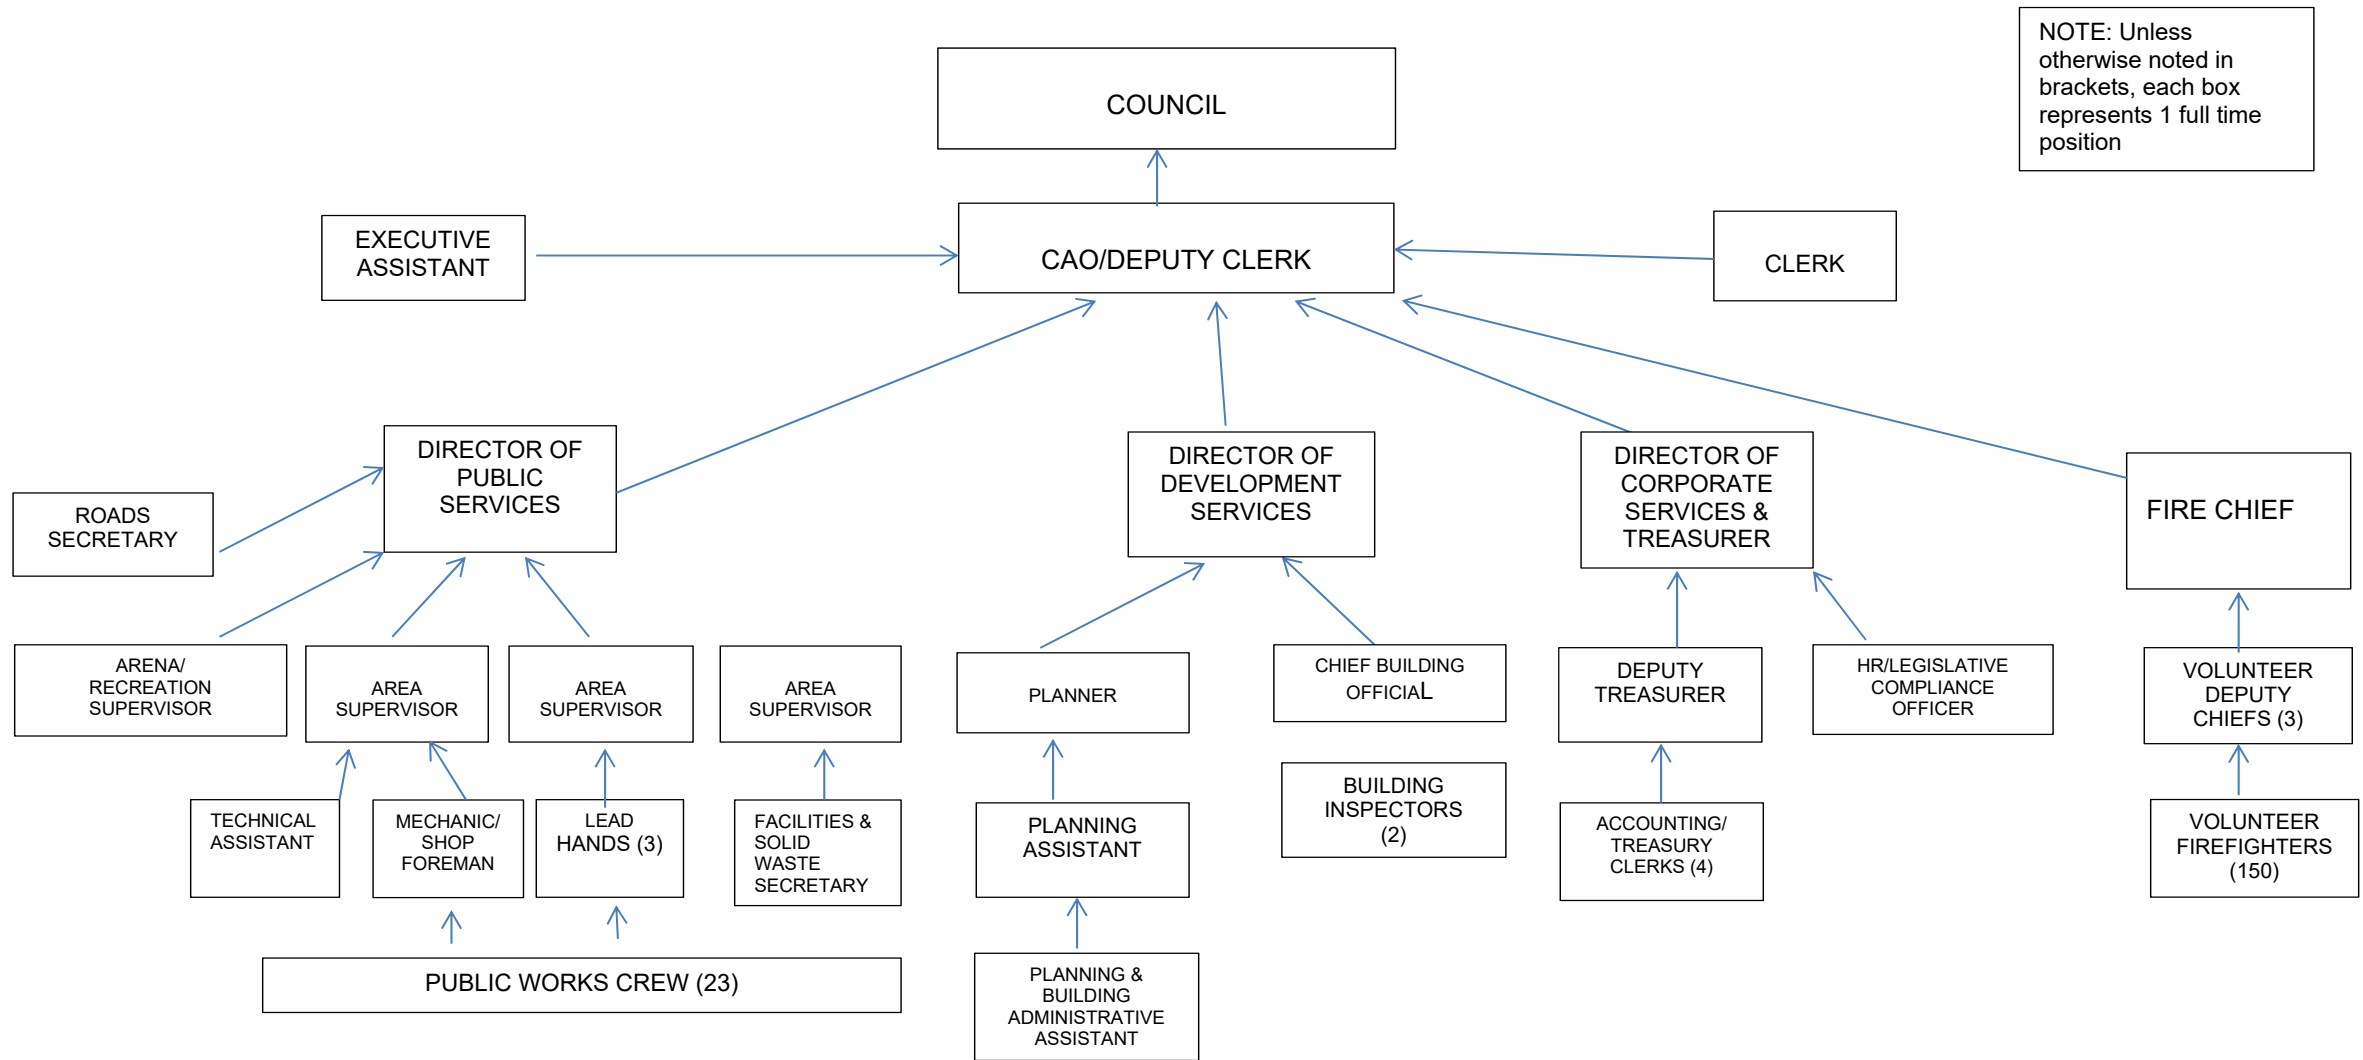 NOTE: Unless
otherwise noted in
brackets, each box
represents 1 full time
position
COUNCIL
EXECUTIVE
ASSISTANT
CAO/DEPUTY CLERK
CLERK
DIRECTOR OF
PUBLIC
SERVICES
DIRECTOR OF
DEVELOPMENT
SERVICES
DIRECTOR OF
CORPORATE
SERVICES &
TREASURER
FIRE CHIEF
ROADS
SECRETARY
ARENA/
RECREATION
SUPERVISOR
AREA
SUPERVISOR
AREA
SUPERVISOR
AREA
SUPERVISOR
PLANNER
CHIEF BUILDING
OFFICIAL
DEPUTY
TREASURER
HR/LEGISLATIVE
COMPLIANCE
OFFICER
VOLUNTEER
DEPUTY
CHIEFS (3)
TECHNICAL
ASSISTANT
MECHANIC/
SHOP
FOREMAN
LEAD
HANDS (3)
FACILITIES &
SOLID
WASTE
SECRETARY
PLANNING
ASSISTANT
BUILDING
INSPECTORS
(2)
ACCOUNTING/
TREASURY
CLERKS (4)
VOLUNTEER
FIREFIGHTERS
(150)
PUBLIC WORKS CREW (23)
PLANNING &
BUILDING
ADMINISTRATIVE
ASSISTANT